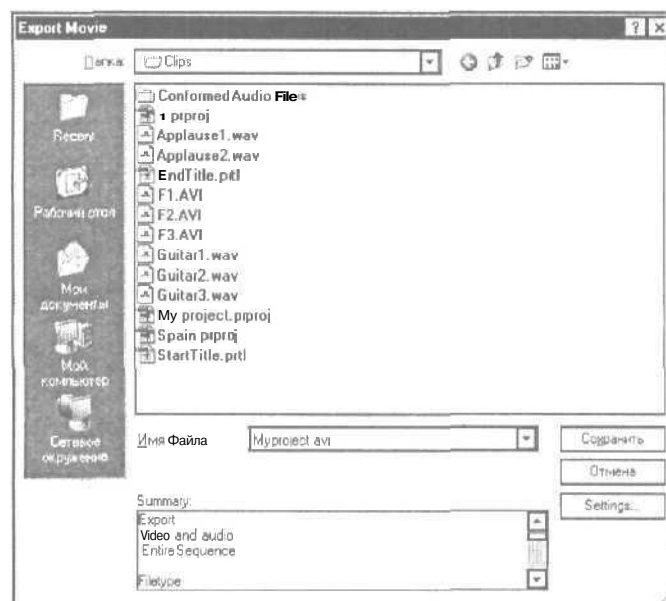 Export Movie
Папка:
Clips
Recent
Рабочий стол
Мои
документы
Мой
компьютер
Сетевое
окружение
Conformed Audio Files
1 prproj
Applause1.wav
Applause2.wav
EndTitle.prtl
F1.AVI
F2.AVI
F3.AVI
Guitar1.wav
Guitar2.wav
Guitar3.wav
My project.prproj
Spain prproj
StartTitle.prtl
Имя Файла
Myproject avi
Сохранить
Отмена
Settings...
Summary:
Export
Video and audio
Entire Sequence
Filetype